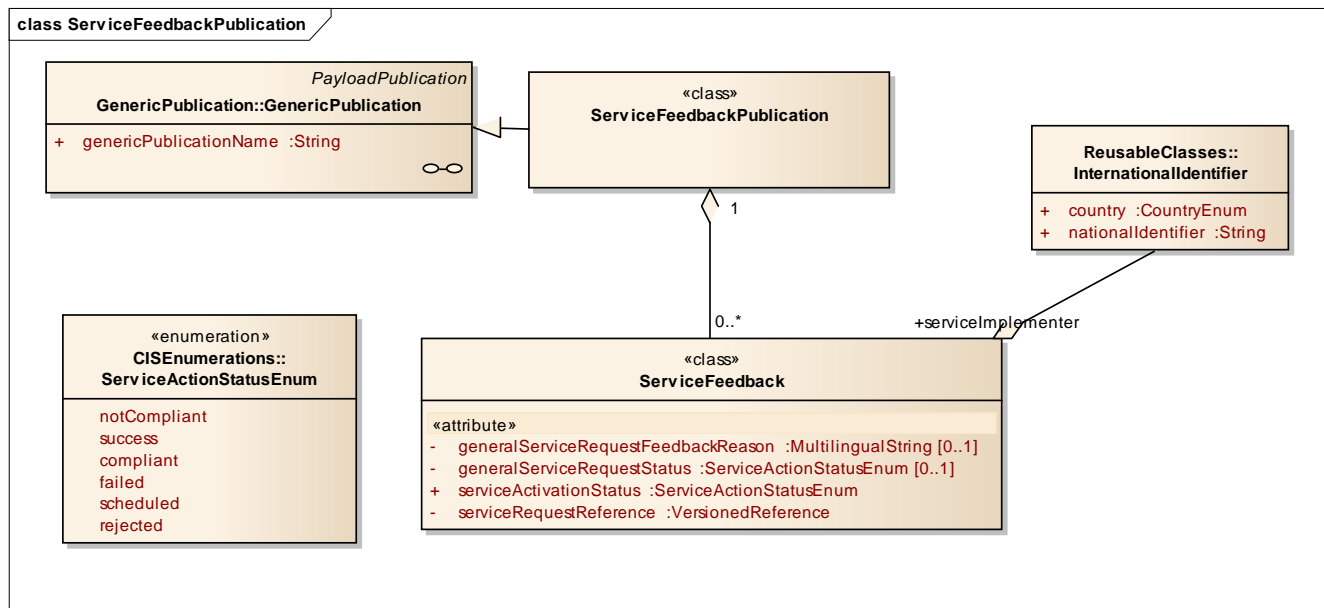 class ServiceFeedbackPublication
PayloadPublication
GenericPublication::GenericPublication
+ genericPublicationName :String
«class»
ServiceFeedbackPublication
1
0..*
ReusableClasses::
InternationalIdentifier
+ country :CountryEnum
+ nationalIdentifier :String
+serviceImplementer
«enumeration»
CISEnumerations::
ServiceActionStatusEnum
notCompliant
success
compliant
failed
scheduled
rejected
«class»
ServiceFeedback
«attribute»
- generalServiceRequestFeedbackReason :MultilingualString [0..1]
- generalServiceRequestStatus :ServiceActionStatusEnum [0..1]
+ serviceActivationStatus :ServiceActionStatusEnum
- serviceRequestReference :VersionedReference